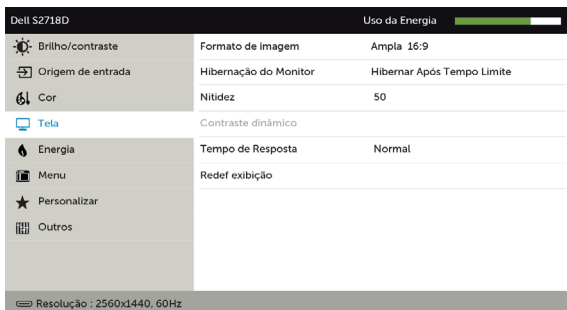 Dell S2718D Uso da Energia
Brilho/contraste
Origem de entrada
Cor
Tela
Energia
Menu
Personalizar
Outros
Formato de imagem Ampla 16:9
Hibernação do Monitor Hibernar Após Tempo Limite
Nitidez 50
Contraste dinâmico
Tempo de Resposta Normal
Redef exibição
Resolução : 2560x1440, 60Hz